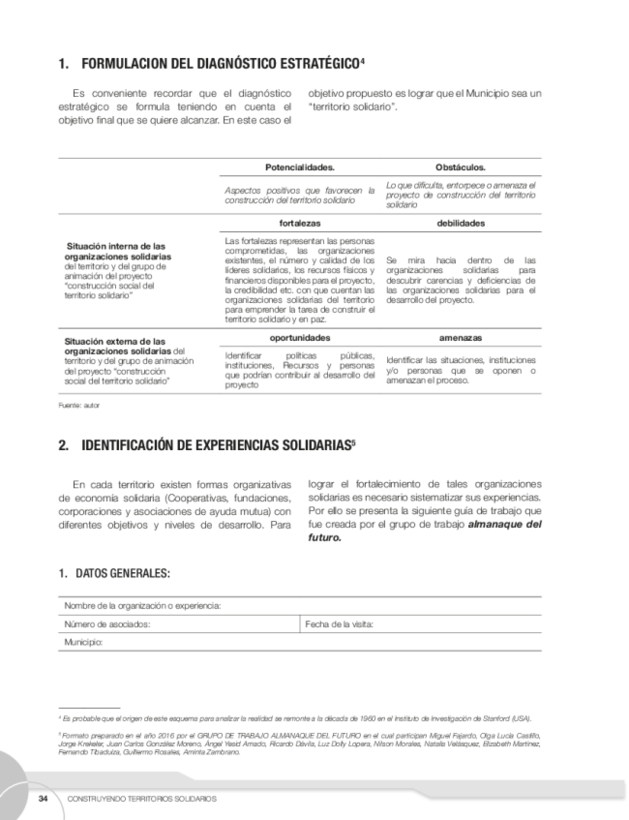 1. FORMULACION DEL DIAGNÓSTICO ESTRATÉGICO4
Es conveniente recordar que el diagnóstico
estratégico se formula teniendo en cuenta el
objetivo final que se quiere alcanzar. En este caso el
objetivo propuesto es lograr que el Municipio sea un
“territorio solidario”.
Potencialidades.
Obstáculos.
Aspectos positivos que favorecen la
construcción del territorio solidario
Lo que dificulta, entorpece o amenaza el
proyecto de construcción del territorio
solidario
Situación interna de las
organizaciones solidarias
del territorio y del grupo de
animación del proyecto
“construcción social del
territorio solidario”
fortalezas
Las fortalezas representan las personas
comprometidas, las organizaciones
existentes, el número y calidad de los
líderes solidarios, los recursos físicos y
financieros disponibles para el proyecto,
la credibilidad etc. con que cuentan las
organizaciones solidarias del territorio
para emprender la tarea de construir el
territorio solidario y en paz.
debilidades
Se mira hacia dentro de las
organizaciones solidarias para
descubrir carencias y deficiencias de
las organizaciones solidarias para el
desarrollo del proyecto.
Situación externa de las
organizaciones solidarias del
territorio y del grupo de animación
del proyecto “construcción
social del territorio solidario”
oportunidades
Identificar políticas públicas,
instituciones, Recursos y personas
que podrían contribuir al desarrollo del
proyecto
amenazas
Identificar las situaciones, instituciones
y/o personas que se oponen o
amenazan el proceso.
Fuente: autor
2. IDENTIFICACIÓN DE EXPERIENCIAS SOLIDARIAS5
En cada territorio existen formas organizativas
de economía solidaria (Cooperativas, fundaciones,
corporaciones y asociaciones de ayuda mutua) con
diferentes objetivos y niveles de desarrollo. Para
lograr el fortalecimiento de tales organizaciones
solidarias es necesario sistematizar sus experiencias.
Por ello se presenta la siguiente guía de trabajo que
fue creada por el grupo de trabajo almanaque del
futuro.
1. DATOS GENERALES:
Nombre de la organización o experiencia:
Número de asociados:
Fecha de la visita:
Municipio:
4 Es probable que el origen de este esquema para analizar la realidad se remonte a la década de 1960 en el Instituto de Investigación de Stanford (USA).
5 Formato preparado en el año 2016 por el GRUPO DE TRABAJO ALMANAQUE DEL FUTURO en el cual participan Miguel Fajardo, Olga Lucía Castillo,
Jorge Krekeler, Juan Carlos González Moreno, Ángel Yesid Amado, Ricardo Dávila, Luz Dolly Lopera, Nilson Morales, Natalia Velásquez, Elizabeth Martínez,
Fernando Tibaduiza, Guillermo Rosales, Aminta Zambrano.
34 CONSTRUYENDO TERRITORIOS SOLIDARIOS